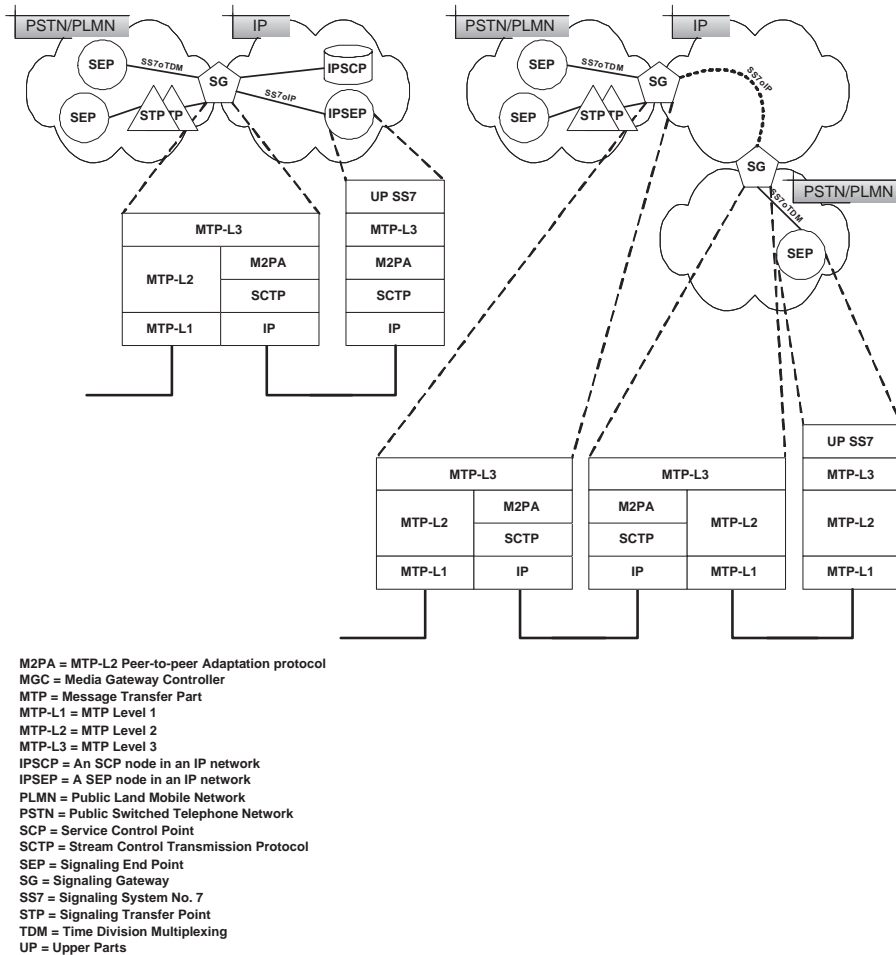 PSTN/PLMN
IP
SEP
SS7oTDM
SG
IPSCP
SEP
STP TP
SS7oIP
IPSEP
UP SS7
MTP-L3
MTP-L3
MTP-L2
M2PA
M2PA
SCTP
SCTP
MTP-L1
IP
IP
PSTN/PLMN
IP
SEP
SS7oTDM
SG
SS7oIP
SEP
STP TP
SG
PSTN/PLMN
SS7oTDM
SEP
UP SS7
MTP-L3
MTP-L3
MTP-L3
MTP-L2
M2PA
M2PA
MTP-L2
MTP-L2
SCTP
SCTP
MTP-L1
IP
IP
MTP-L1
MTP-L1
M2PA = MTP-L2 Peer-to-peer Adaptation protocol
MGC = Media Gateway Controller
MTP = Message Transfer Part
MTP-L1 = MTP Level 1
MTP-L2 = MTP Level 2
MTP-L3 = MTP Level 3
IPSCP = An SCP node in an IP network
IPSEP = A SEP node in an IP network
PLMN = Public Land Mobile Network
PSTN = Public Switched Telephone Network
SCP = Service Control Point
SCTP = Stream Control Transmission Protocol
SEP = Signaling End Point
SG = Signaling Gateway
SS7 = Signaling System No. 7
STP = Signaling Transfer Point
TDM = Time Division Multiplexing
UP = Upper Parts